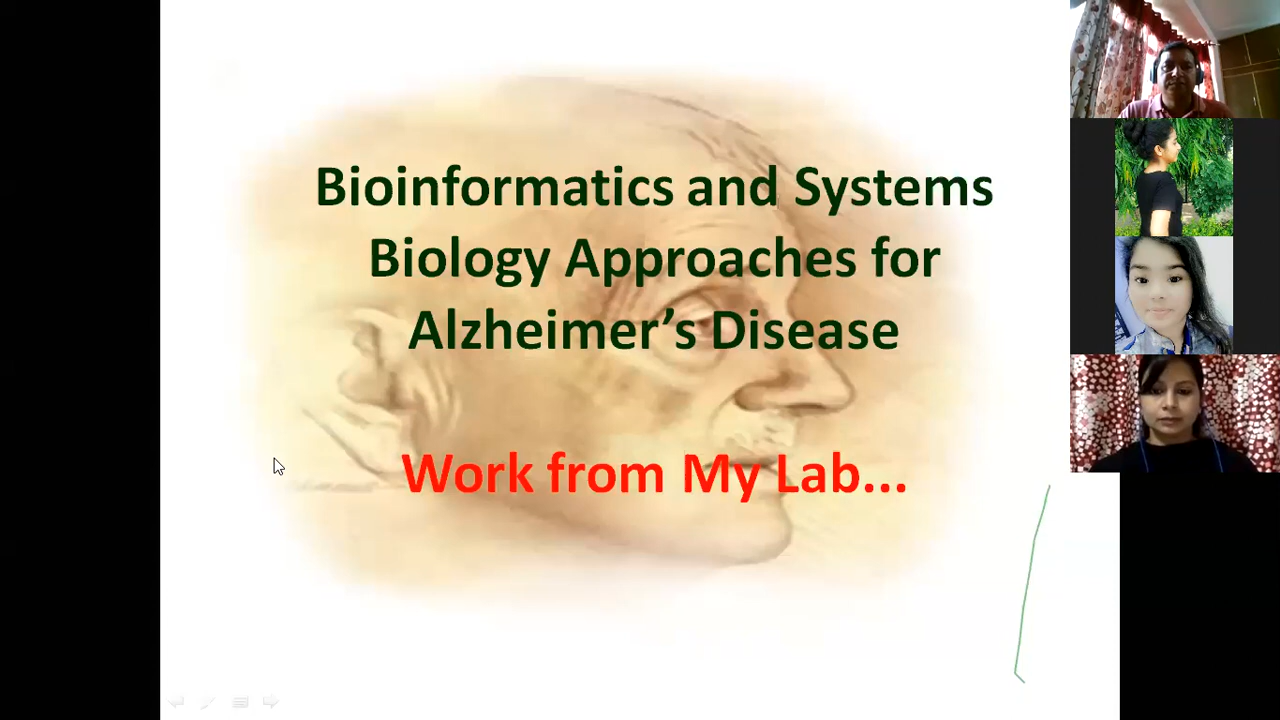 Bioinformatics and Systems
Biology Approaches for
Alzheimer’s Disease
Work from My Lab...